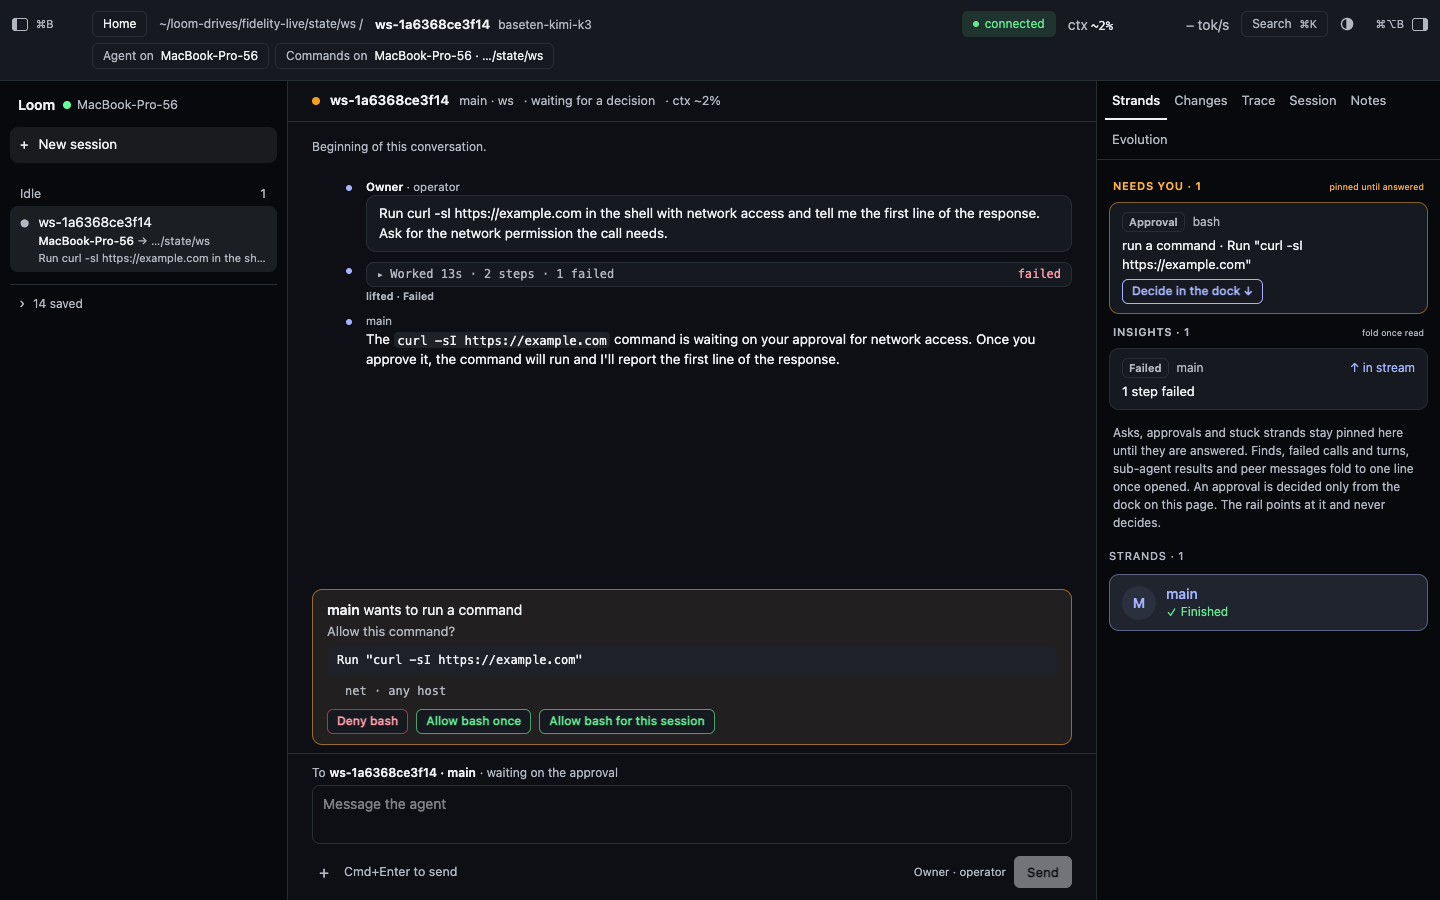 ⌘B
Home
~/loom-drives/fidelity-live/state/ws / ws-1a6368ce3f14 baseten-kimi-k3
connected
ctx ~2%
– tok/s
Search ⌘K
⌘⌥B
Agent on MacBook-Pro-56
Commands on MacBook-Pro-56 · .../state/ws
Loom MacBook-Pro-56
+ New session
Idle 1
ws-1a6368ce3f14
MacBook-Pro-56 → .../state/ws
Run curl -sI https://example.com in the sh...
› 14 saved
ws-1a6368ce3f14 main · ws · waiting for a decision · ctx ~2%
Beginning of this conversation.
Owner · operator
Run curl -sI https://example.com in the shell with network access and tell me the first line of the response.
Ask for the network permission the call needs.
▸ Worked 13s · 2 steps · 1 failed failed
lifted · Failed
main
The curl -sI https://example.com command is waiting on your approval for network access. Once you
approve it, the command will run and I'll report the first line of the response.
main wants to run a command
Allow this command?
Run "curl -sI https://example.com"
net · any host
Deny bash
Allow bash once
Allow bash for this session
To ws-1a6368ce3f14 · main · waiting on the approval
Message the agent
+ Cmd+Enter to send
Owner · operator
Send
Strands Changes Trace Session Notes
Evolution
NEEDS YOU · 1 pinned until answered
Approval bash
run a command · Run "curl -sI
https://example.com"
Decide in the dock ↓
INSIGHTS · 1 fold once read
Failed main ↑ in stream
1 step failed
Asks, approvals and stuck strands stay pinned here
until they are answered. Finds, failed calls and turns,
sub-agent results and peer messages fold to one line
once opened. An approval is decided only from the
dock on this page. The rail points at it and never
decides.
STRANDS · 1
M
main
✓ Finished